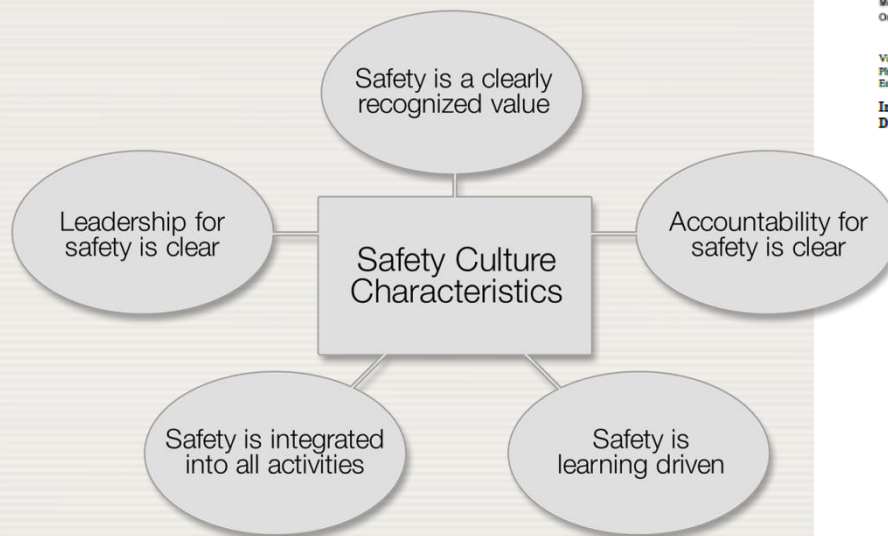 Safety is a clearly
recognized value
Leadership for
safety is clear
Safety Culture
Characteristics
Accountability for
safety is clear
Safety is integrated
into all activities
Safety is
learning driven